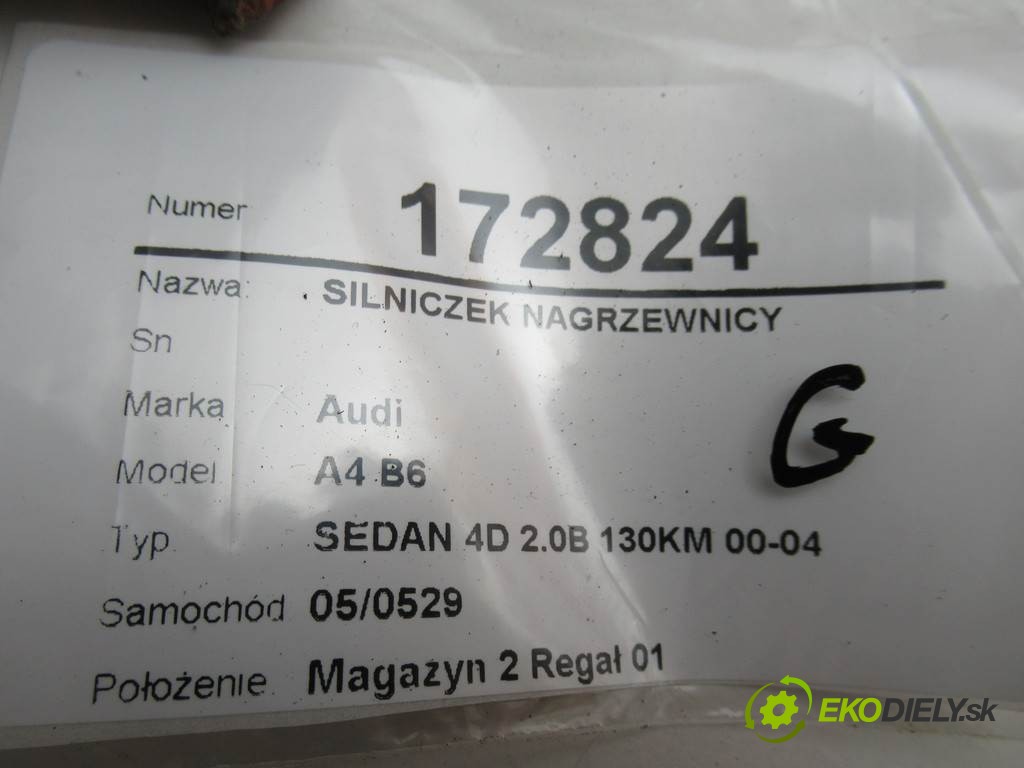 Numer 172824
Nazwa: SILNICZEK NAGRZEWNICY
Sn
Marka Audi
G
Model A4 B6
Typ SEDAN 4D 2.0B 130KM 00-04
Samochód 05/0529
Położenie Magazyn 2 Regał 01
EKODIELY.sk